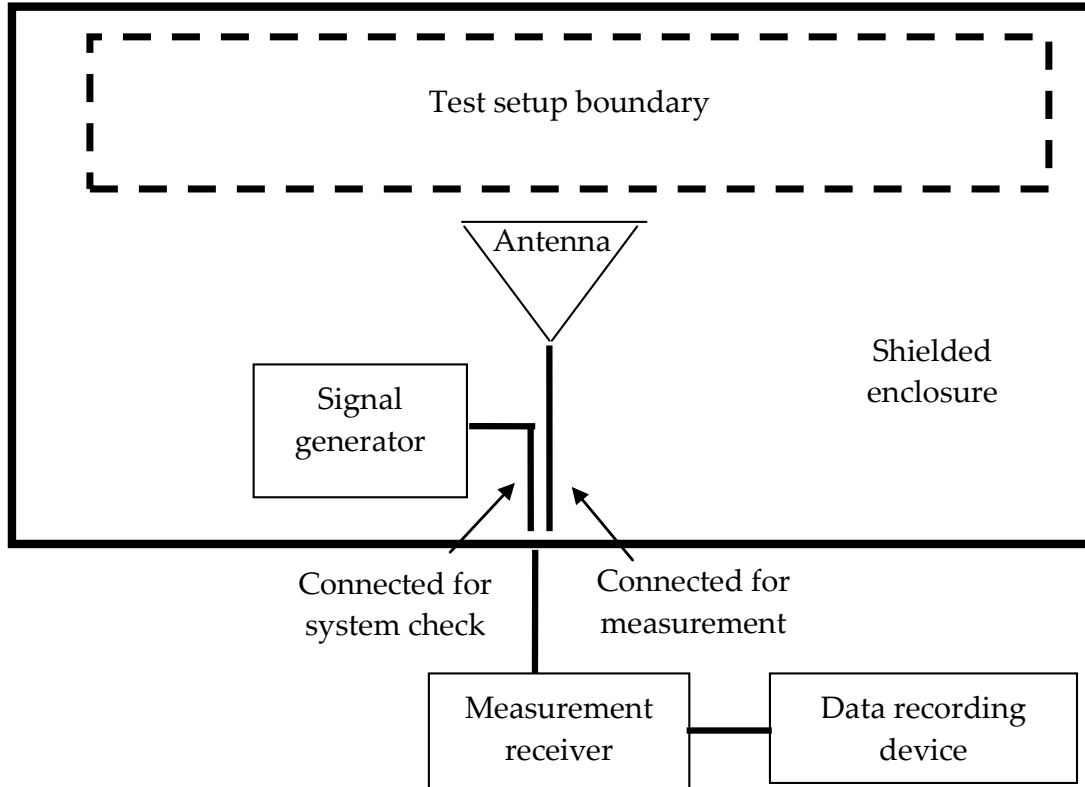 Test setup boundary
Antenna
Shielded
enclosure
Signal
generator
Connected for
system check
Connected for
measurement
Measurement
receiver
Data recording
device